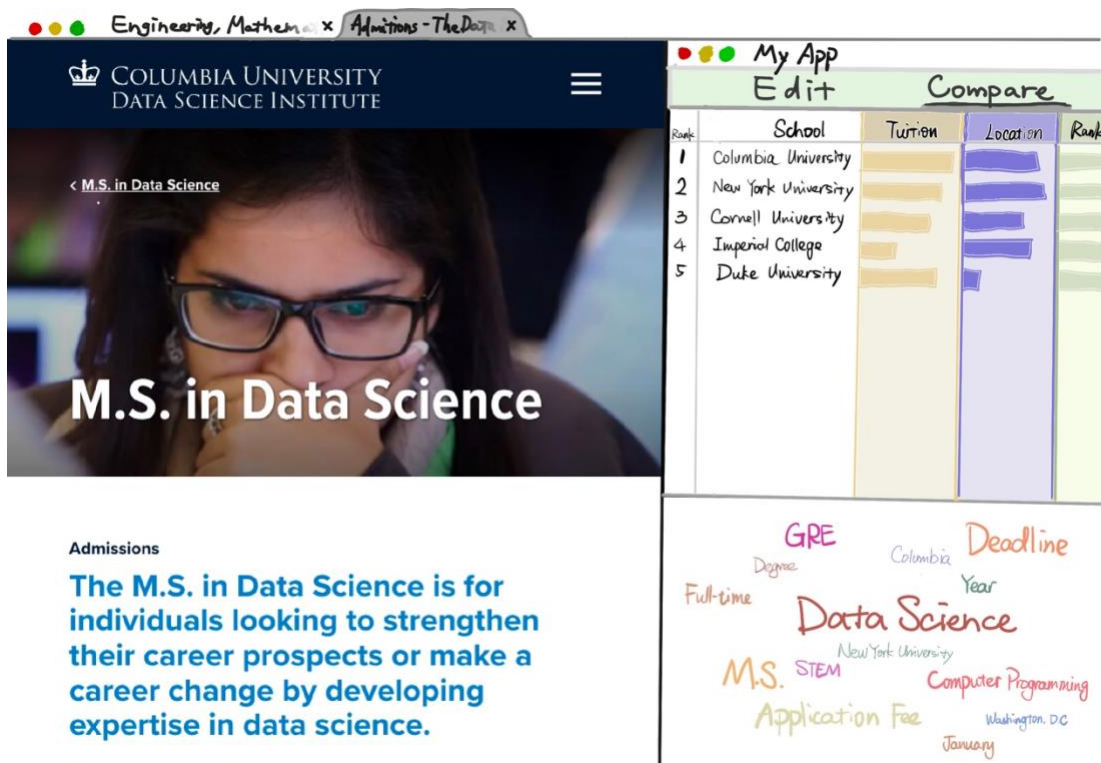 Engineering, Mathema x
Admitions - The Data x
COLUMBIA UNIVERSITY
DATA SCIENCE INSTITUTE
< M.S. in Data Science
M.S. in Data Science
Admissions
The M.S. in Data Science is for
individuals looking to strengthen
their career prospects or make a
career change by developing
expertise in data science.
My App
Edit Compare
Rank School Tuition Location Rank
1 Columbia University
2 New York University
3 Cornell University
4 Imperial College
5 Duke University
GRE
Deadline
Columbia
Degree
Year
Full-time
Data Science
New York University
M.S.
STEM
Computer Programming
Application Fee
Washington. DC
January